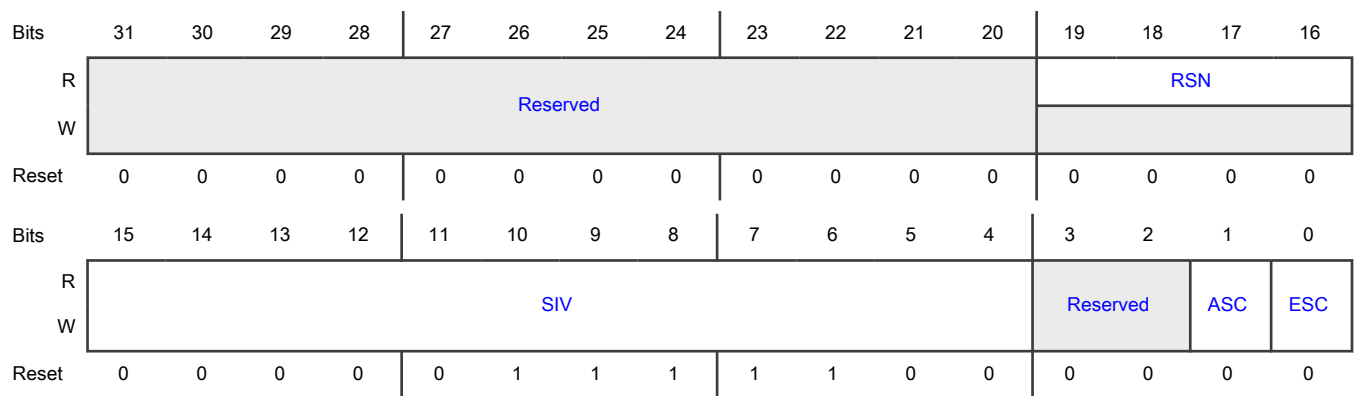 Bits 31 30 29 28 27 26 25 24 23 22 21 20 19 18 17 16
R RSN
Reserved
W
Reset 0 0 0 0 0 0 0 0 0 0 0 0 0 0 0 0
Bits 15 14 13 12 11 10 9 8 7 6 5 4 3 2 1 0
R
SIV Reserved ASC ESC
W
Reset 0 0 0 0 0 1 1 1 1 1 0 0 0 0 0 0